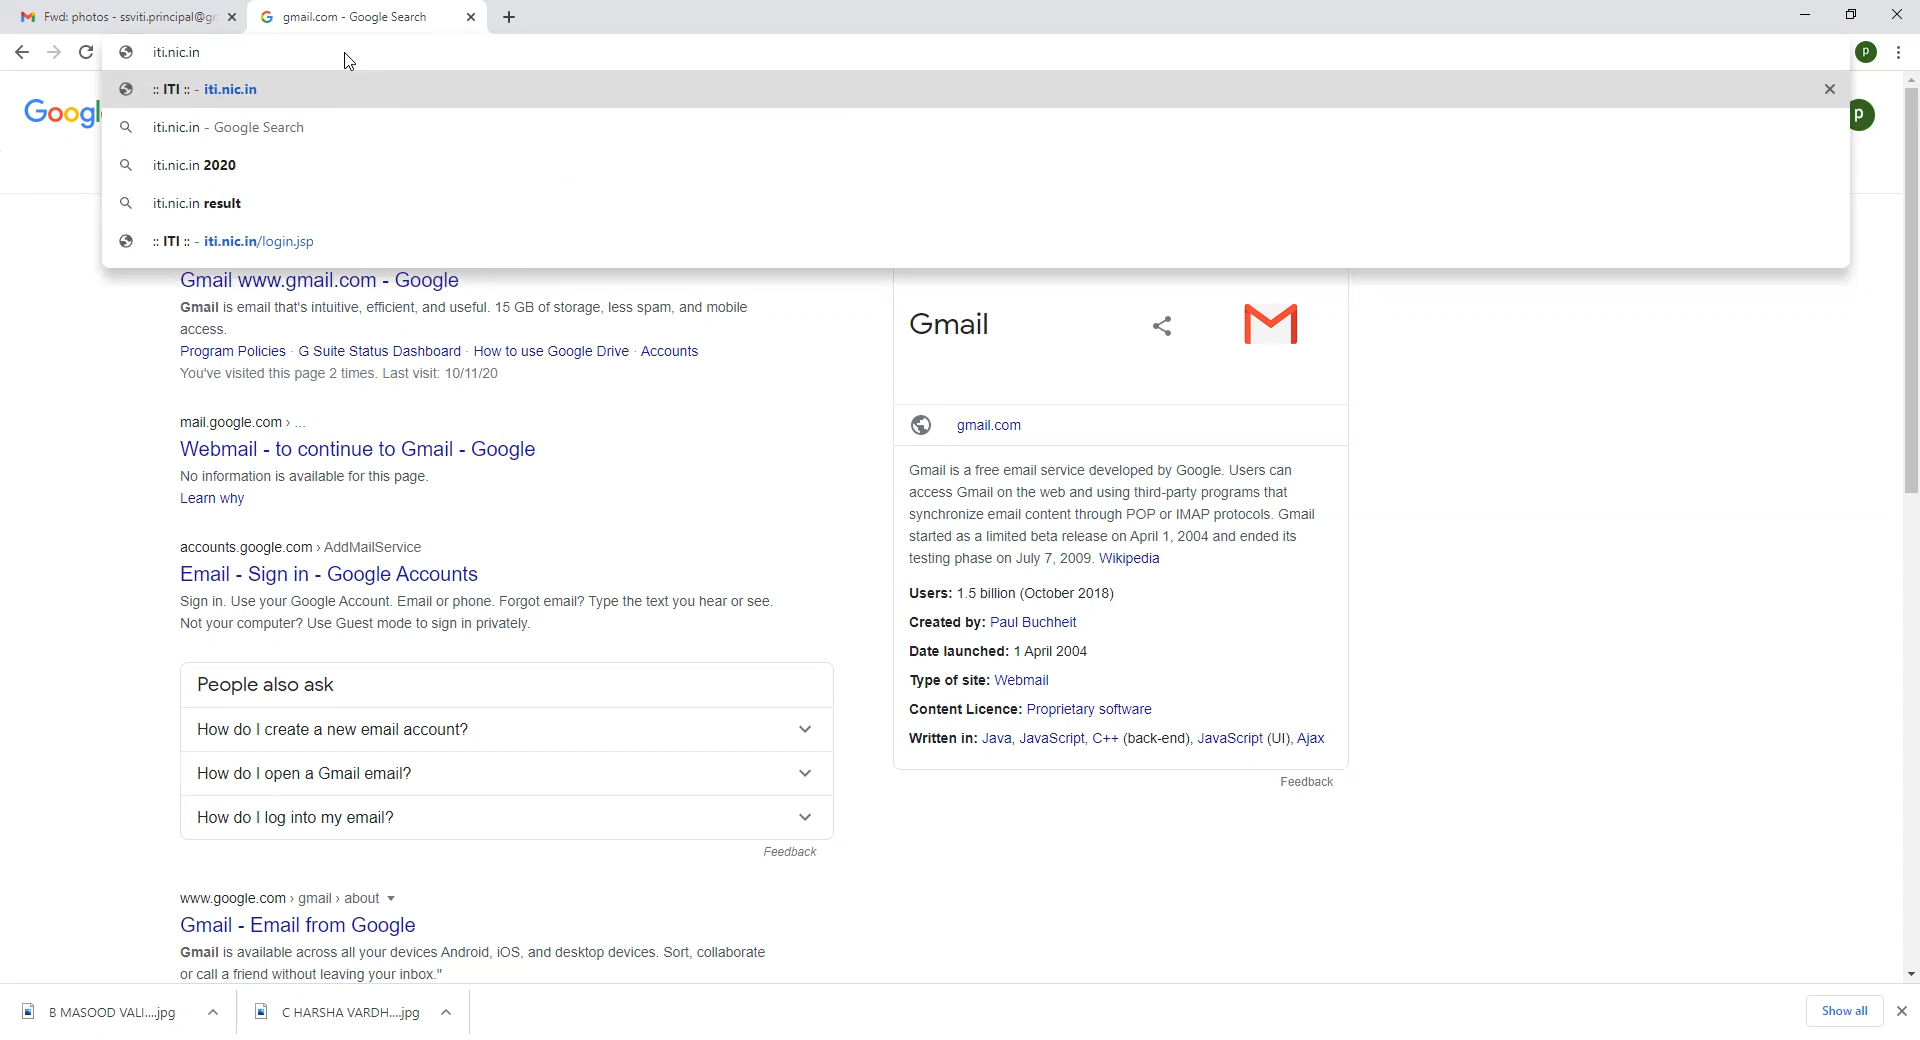 Fwd: photos - ssviti.principal@gr
gmail.com - Google Search
iti.nic.in
P
:: ITI :: - iti.nic.in
iti.nic.in - Google Search
iti.nic.in 2020
iti.nic.in result
:: ITI :: - iti.nic.in/login.jsp
Googl
P
Gmail www.gmail.com - Google
Gmail is email that's intuitive, efficient, and useful. 15 GB of storage, less spam, and mobile
access.
Program Policies · G Suite Status Dashboard · How to use Google Drive · Accounts
You've visited this page 2 times. Last visit: 10/11/20
mail.google.com › ...
Webmail - to continue to Gmail - Google
No information is available for this page.
Learn why
accounts.google.com › AddMailService
Email - Sign in - Google Accounts
Sign in. Use your Google Account. Email or phone. Forgot email? Type the text you hear or see.
Not your computer? Use Guest mode to sign in privately.
People also ask
How do I create a new email account?
How do I open a Gmail email?
How do I log into my email?
Feedback
www.google.com › gmail › about
Gmail - Email from Google
Gmail is available across all your devices Android, iOS, and desktop devices. Sort, collaborate
or call a friend without leaving your inbox."
Gmail
gmail.com
Gmail is a free email service developed by Google. Users can
access Gmail on the web and using third-party programs that
synchronize email content through POP or IMAP protocols. Gmail
started as a limited beta release on April 1, 2004 and ended its
testing phase on July 7, 2009. Wikipedia
Users: 1.5 billion (October 2018)
Created by: Paul Buchheit
Date launched: 1 April 2004
Type of site: Webmail
Content Licence: Proprietary software
Written in: Java, JavaScript, C++ (back-end), JavaScript (UI), Ajax
Feedback
B MASOOD VALI....jpg
C HARSHA VARDH....jpg
Show all